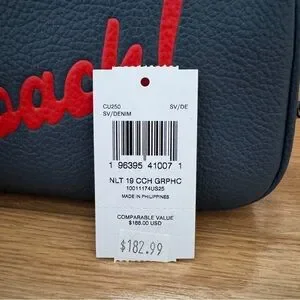 oach!
CU250 SV/DE
SV/DENIM
1 96395 41007 1
NLT 19 CCH GRPHC
10011174US25
MADE IN PHILIPPINES
COMPARABLE VALUE
$188.00 USD
$182.99